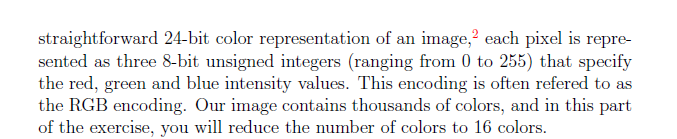 straightforward 24-bit color representation of an image,² each pixel is repre-
sented as three 8-bit unsigned integers (ranging from 0 to 255) that specify
the red, green and blue intensity values. This encoding is often refered to as
the RGB encoding. Our image contains thousands of colors, and in this part
of the exercise, you will reduce the number of colors to 16 colors.